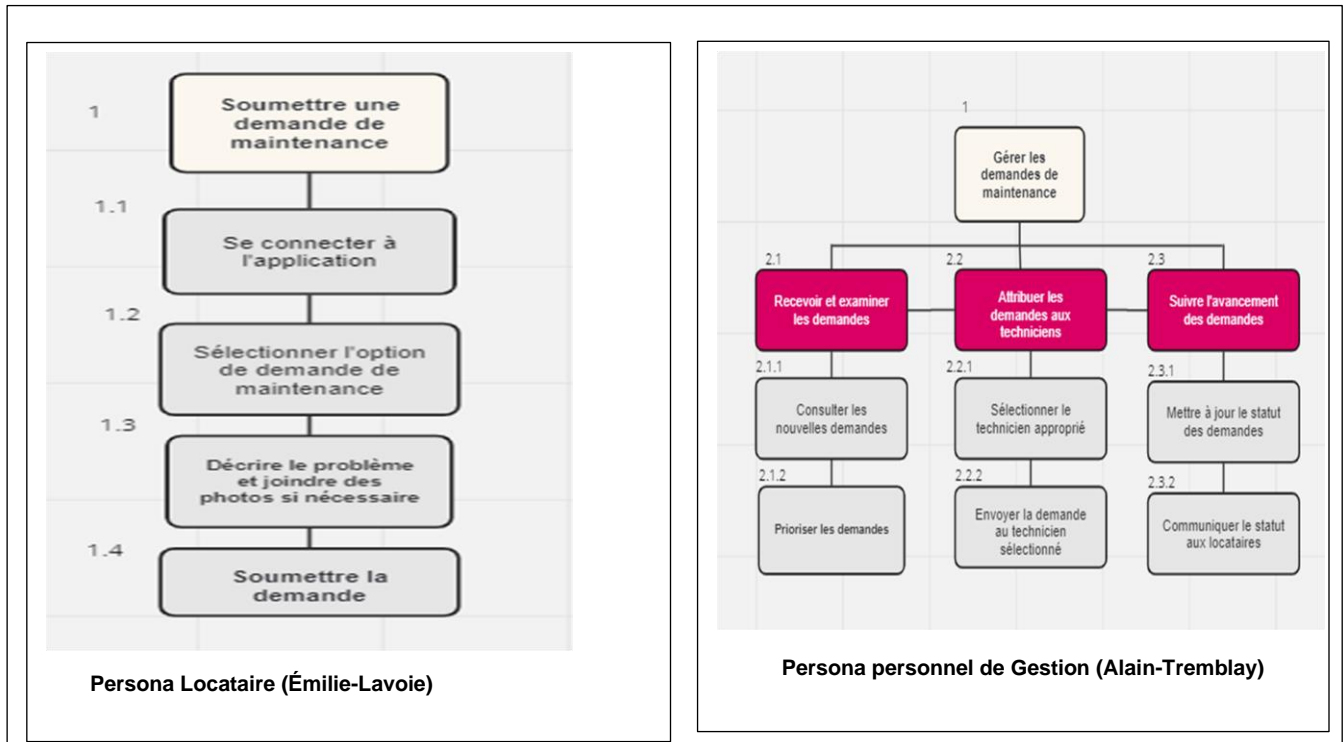 1
Soumettre une
demande de
maintenance
1.1
Se connecter à
l'application
1.2
Sélectionner l'option
de demande de
maintenance
1.3
Décrire le problème
et joindre des
photos si nécessaire
1.4
Soumettre la
demande
Persona Locataire (Émilie-Lavoie)
1
Gérer les
demandes de
maintenance
2.1
Recevoir et examiner
les demandes
2.1.1
Consulter les
nouvelles demandes
2.1.2
Prioriser les demandes
2.2
Attribuer les
demandes aux
techniciens
2.2.1
Sélectionner le
technicien approprié
2.2.2
Envoyer la demande
au technicien
sélectionné
2.3
Suivre l'avancement
des demandes
2.3.1
Mettre à jour le statut
des demandes
2.3.2
Communiquer le statut
aux locataires
Persona personnel de Gestion (Alain-Tremblay)